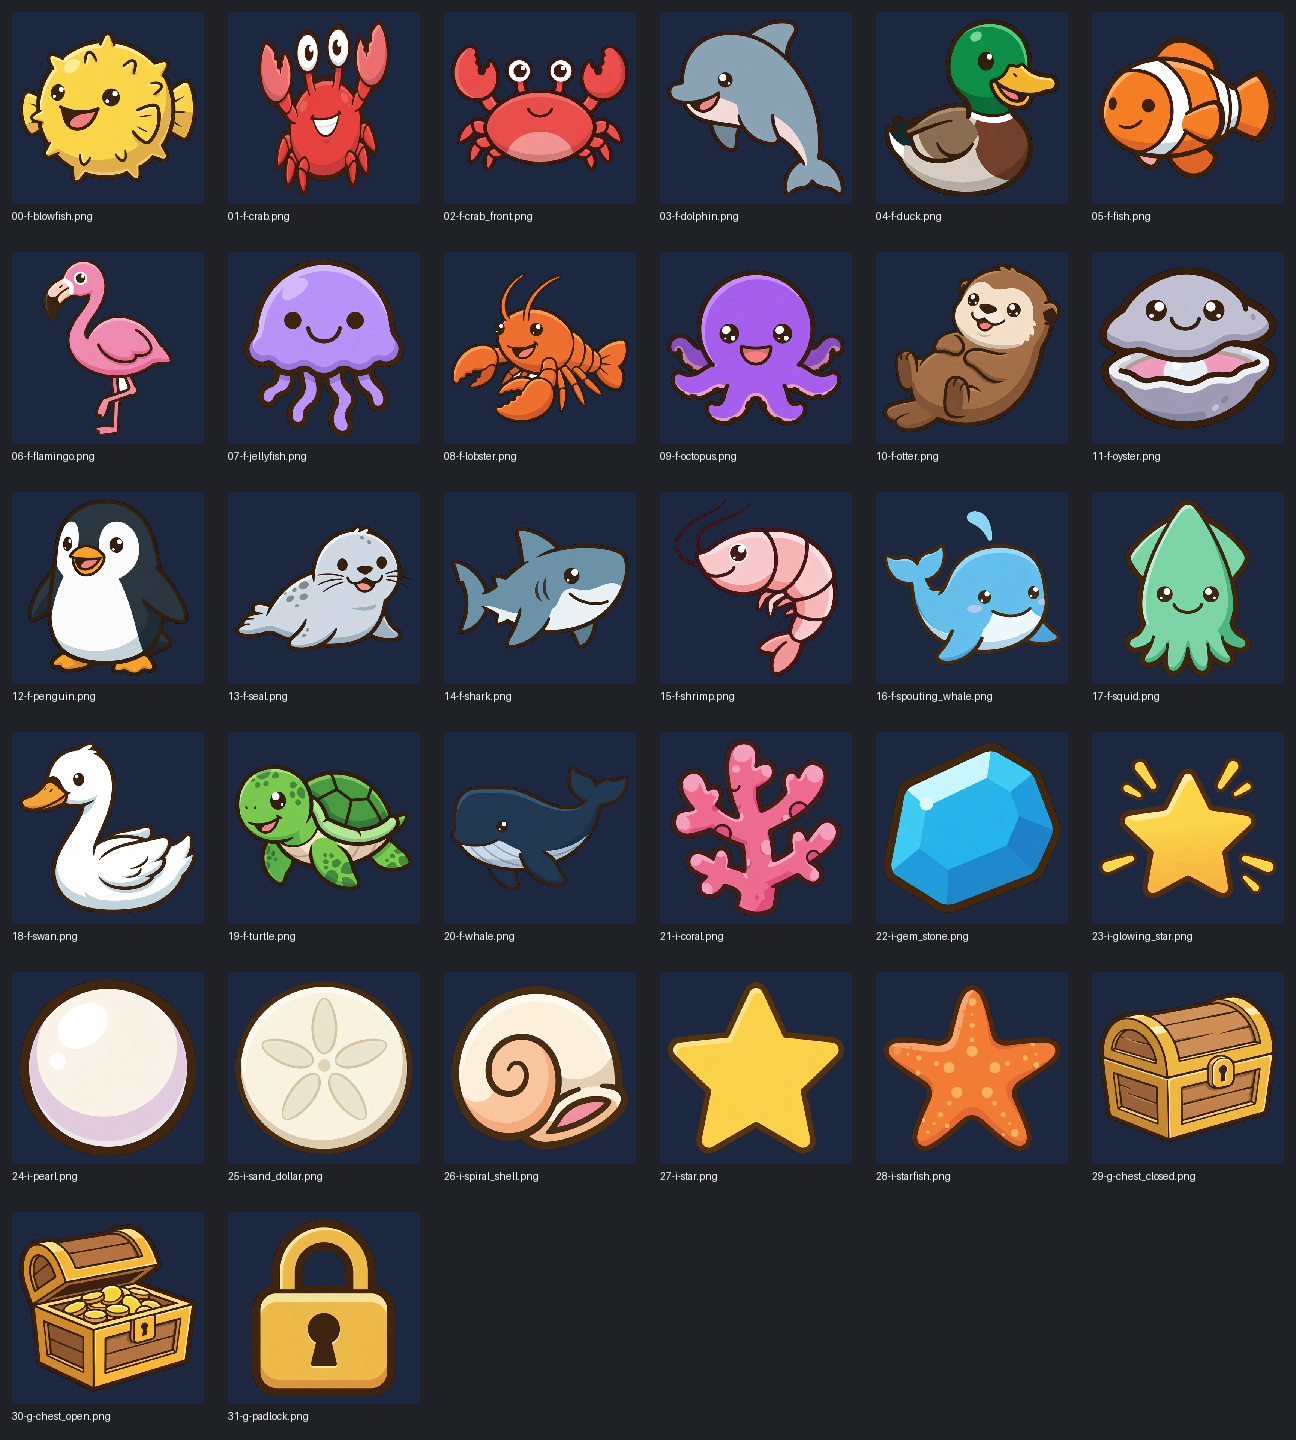 00-f-blowfish.png
01-f-crab.png
02-f-crab_front.png
03-f-dolphin.png
04-f-duck.png
05-f-fish.png
06-f-flamingo.png
07-f-jellyfish.png
08-f-lobster.png
09-f-octopus.png
10-f-otter.png
11-f-oyster.png
12-f-penguin.png
13-f-seal.png
14-f-shark.png
15-f-shrimp.png
16-f-spouting_whale.png
17-f-squid.png
18-f-swan.png
19-f-turtle.png
20-f-whale.png
21-i-coral.png
22-i-gem_stone.png
23-i-glowing_star.png
24-i-pearl.png
25-i-sand_dollar.png
26-i-spiral_shell.png
27-i-star.png
28-i-starfish.png
29-g-chest_closed.png
30-g-chest_open.png
31-g-padlock.png